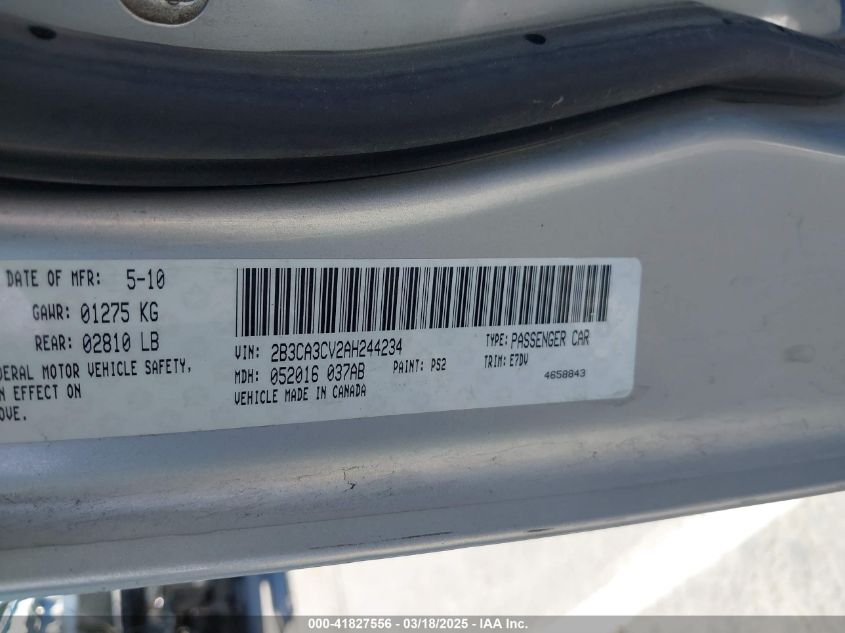 DATE OF MFR: 5-10
GAWR: 01275 KG
REAR: 02810 LB
DERAL MOTOR VEHICLE SAFETY,
N EFFECT ON
OVE.
VIN: 2B3CA3CV2AH244234
TYPE: PASSENGER CAR
MDH: 052016 037AB
PAINT: PS2
TRIM: E7DV
VEHICLE MADE IN CANADA
4658843
000-41827556 — 03/18/2025 — IAA Inc.